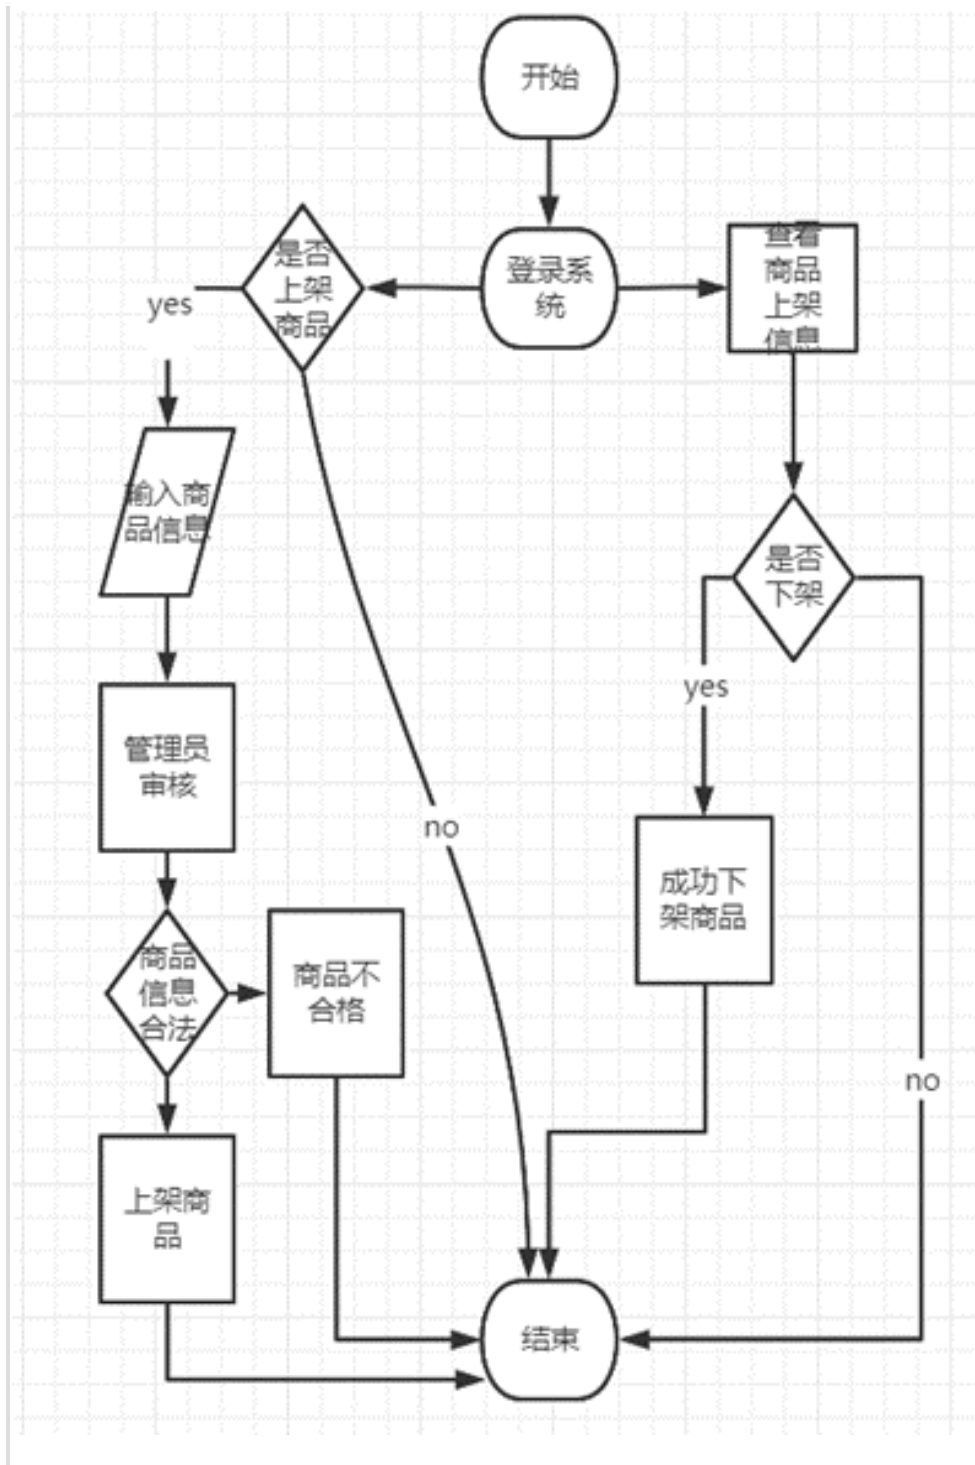 开始
是否
上架
商品
登录系
统
查看
商品
上架
信息
yes
输入商
品信息
是否
下架
yes
管理员
审核
no
成功下
架商品
商品
信息
合法
商品不
合格
no
上架商
品
结束